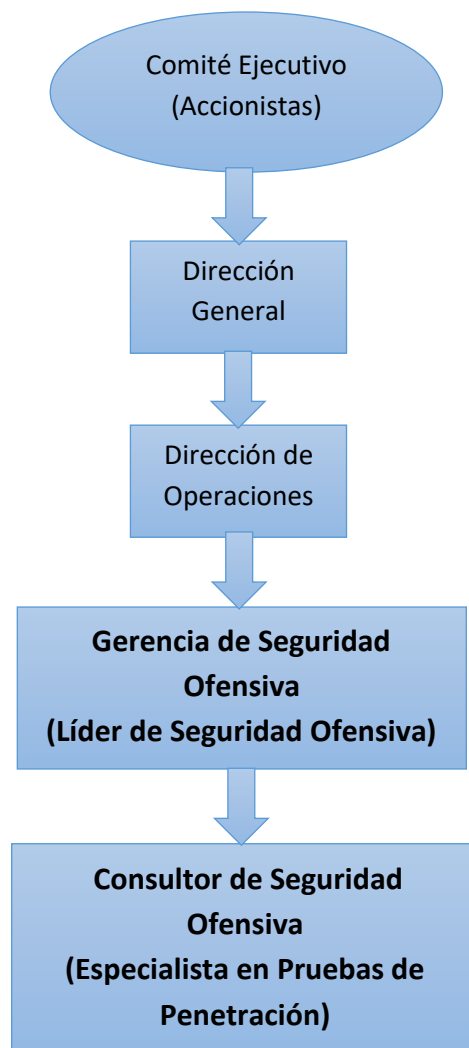 Comité Ejecutivo
(Accionistas)
Dirección
General
Dirección de
Operaciones
Gerencia de Seguridad
Ofensiva
(Líder de Seguridad Ofensiva)
Consultor de Seguridad
Ofensiva
(Especialista en Pruebas de
Penetración)